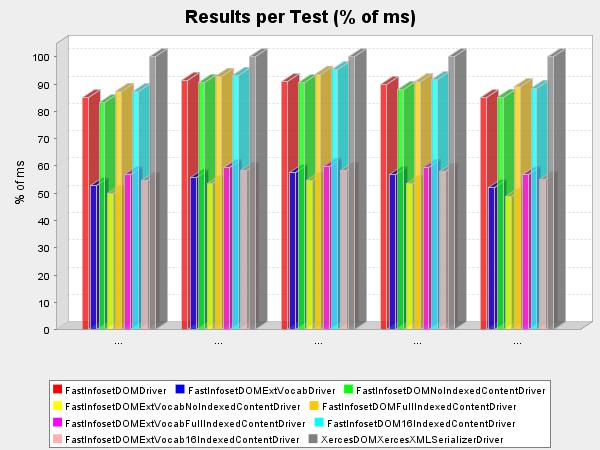 Results per Test (% of ms)
100
90
80
70
60
50
40
30
20
10
0
% of ms
... ... ... ... ...
FastInfosetDOMDriver FastInfosetDOMExtVocabDriver FastInfosetDOMNoIndexedContentDriver
FastInfosetDOMExtVocabNoIndexedContentDriver FastInfosetDOMFullIndexedContentDriver
FastInfosetDOMExtVocabFullIndexedContentDriver FastInfosetDOM16IndexedContentDriver
FastInfosetDOMExtVocab16IndexedContentDriver XercesDOMXercesXMLSerializerDriver